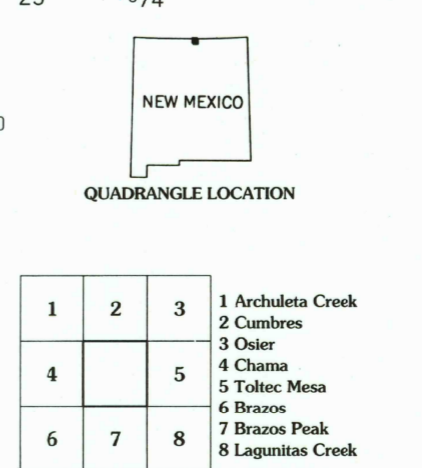 NEW MEXICO
QUADRANGLE LOCATION
1 2 3
4 5
6 7 8
1 Archuleta Creek
2 Cumbres
3 Osier
4 Chama
5 Toltec Mesa
6 Brazos
7 Brazos Peak
8 Lagunitas Creek